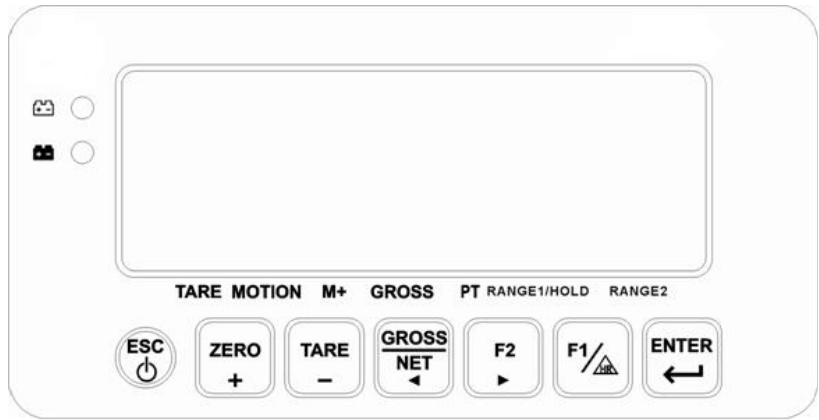 TARE MOTION M+ GROSS PT RANGE1/HOLD RANGE2
ESC
ZERO
+
TARE
−
GROSS
NET
F2
F1/HR
ENTER